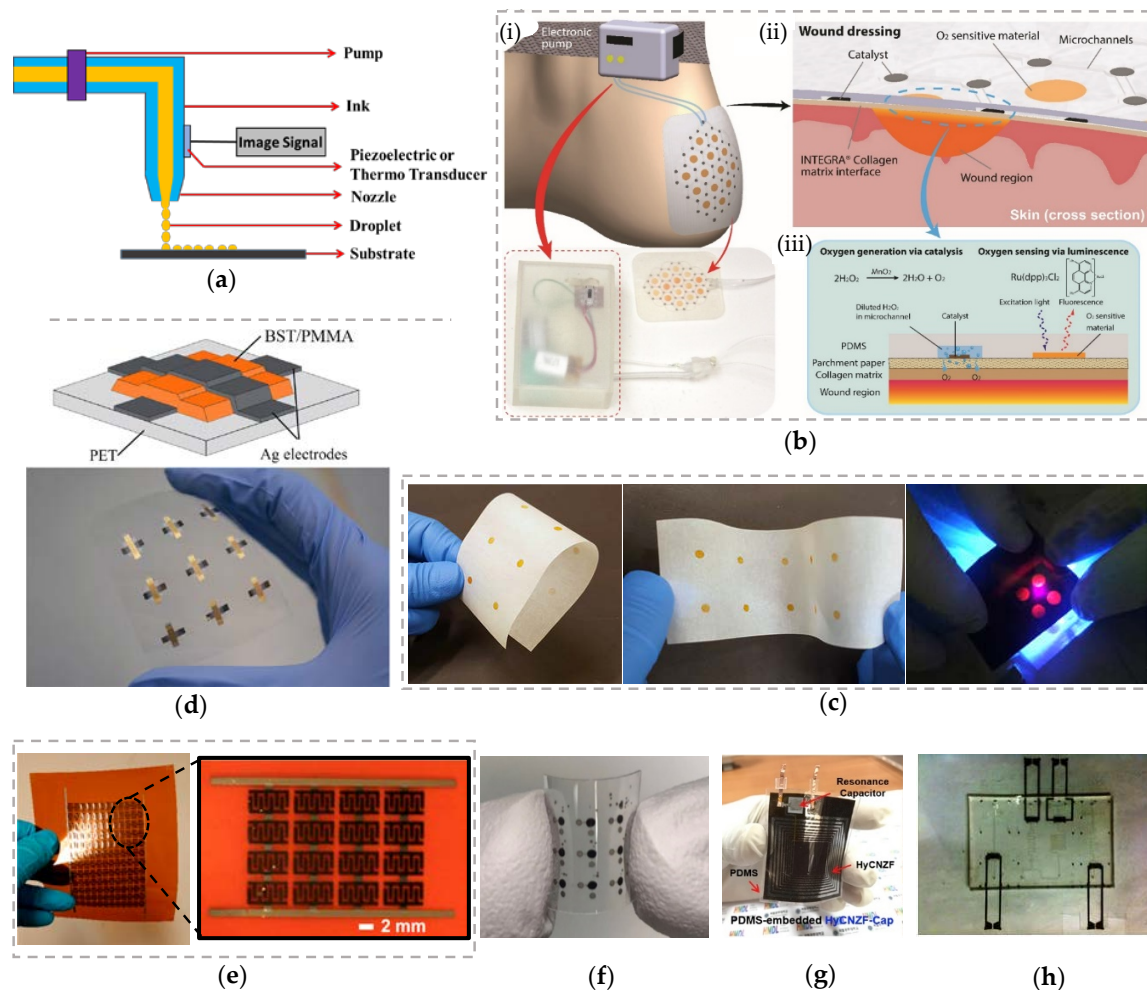 Pump
Ink
Image Signal
Piezoelectric or
Thermo Transducer
Nozzle
Droplet
Substrate
(a)
(i)
Electronic
pump
(ii)
Wound dressing
O₂ sensitive material
Microchannels
Catalyst
INTEGRA® Collagen
matrix interface
Wound region
Skin (cross section)
(iii)
Oxygen generation via catalysis
Oxygen sensing via luminescence
2H₂O₂
MnO₂
2H₂O + O₂
Ru(dpp)₃Cl₂
Excitation light
Fluorescence
Diluted H₂O₂
in microchannel
Catalyst
O₂ sensitive
material
PDMS
Parchment paper
Collagen matrix
O₂
O₂
Wound region
(b)
BST/PMMA
PET
Ag electrodes
(d)
(c)
2 mm
(e)
(f)
Resonance
Capacitor
HyCNZF
PDMS
PDMS-embedded HyCNZF-Cap
(g)
(h)